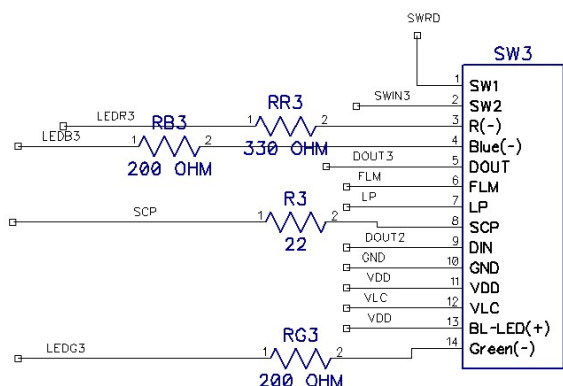 SWRD
SW3
1 SW1
SWIN3 2 SW2
LEDR3 1 RR3 2 3 R(-)
330 OHM
LEDB3 1 RB3 2 4 Blue(-)
200 OHM
DOUT3 5 DOUT
FLM 6 FLM
LP 7 LP
SCP 1 R3 2 8 SCP
22
DOUT2 9 DIN
GND 10 GND
VDD 11 VDD
VLC 12 VLC
VDD 13 BL-LED(+)
LEDG3 1 RG3 2 14 Green(-)
200 OHM